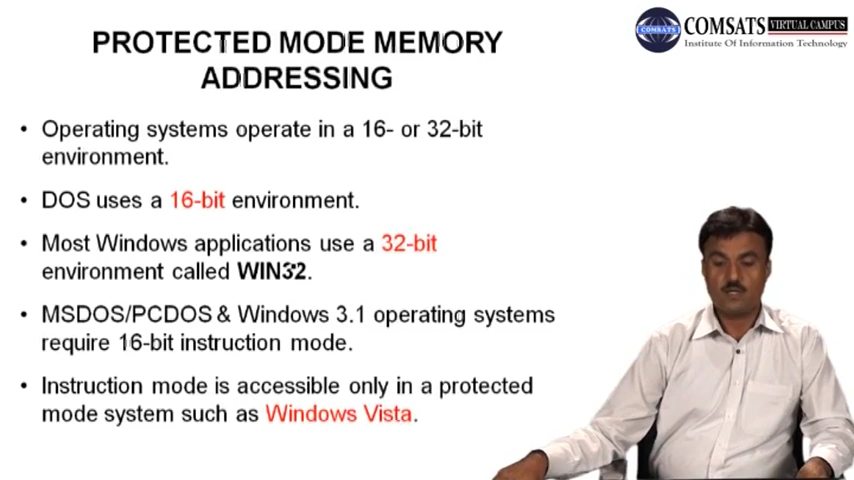 PROTECTED MODE MEMORY
ADDRESSING
COMSATS VIRTUAL CAMPUS
COMSATS
Institute Of Information Technology
• Operating systems operate in a 16- or 32-bit
environment.
• DOS uses a 16-bit environment.
• Most Windows applications use a 32-bit
environment called WIN32.
• MSDOS/PCDOS & Windows 3.1 operating systems
require 16-bit instruction mode.
• Instruction mode is accessible only in a protected
mode system such as Windows Vista.